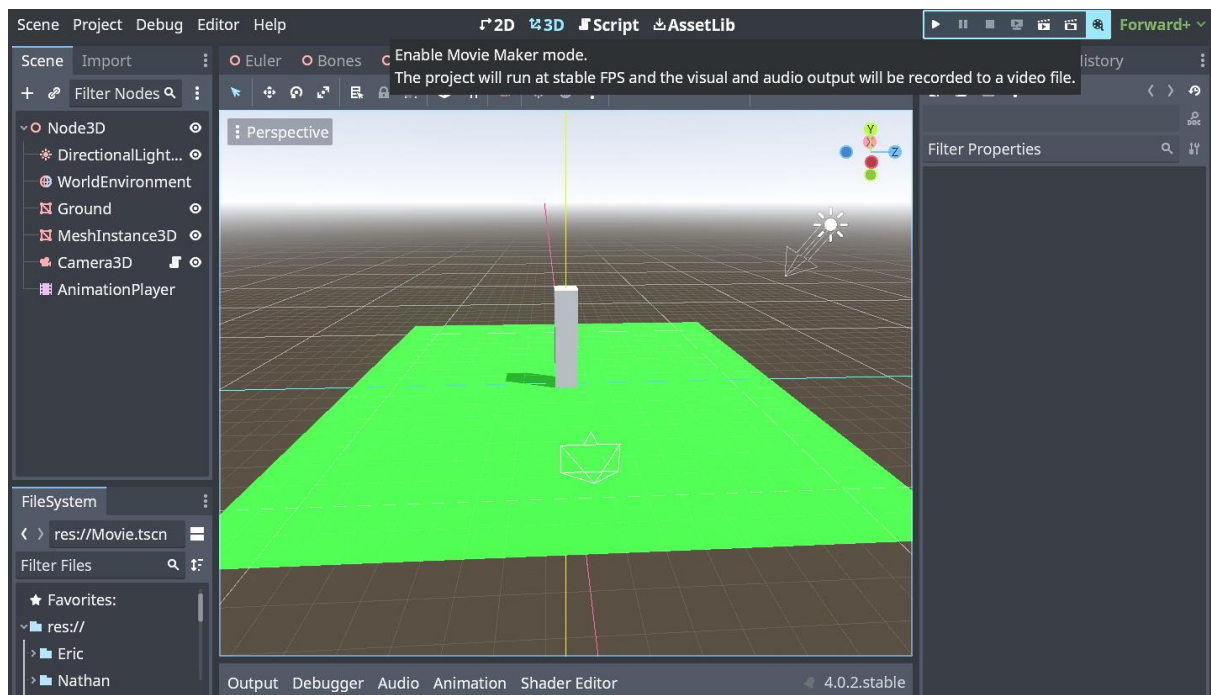 Scene Project Debug Editor Help 2D 3D Script AssetLib Forward+
Enable Movie Maker mode.
The project will run at stable FPS and the visual and audio output will be recorded to a video file.
Scene Import
Euler Bones
Filter Nodes
Node3D
DirectionalLight...
WorldEnvironment
Ground
MeshInstance3D
Camera3D
AnimationPlayer
Perspective
Y
X
Z
DOC
Filter Properties
FileSystem
res://Movie.tscn
Filter Files
Favorites:
res://
Eric
Nathan
Output Debugger Audio Animation Shader Editor 4.0.2.stable